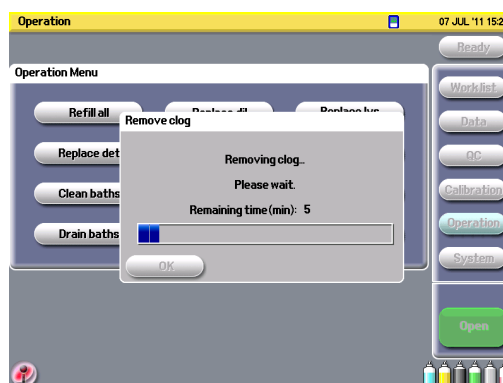 Operation
07 JUL '11 15:2
Ready
Operation Menu
Worklist
Refill all
Remove clog
Data
Replace det
Removing clog..
QC
Please wait.
Clean baths
Calibration
Remaining time(min): 5
Operation
Drain baths
System
OK
Open